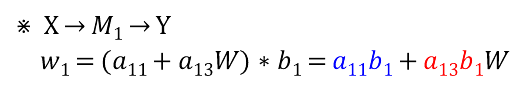 ※ X → M₁ → Y
w₁ = (a₁₁ + a₁₃W) ∗ b₁ = a₁₁b₁ + a₁₃b₁W